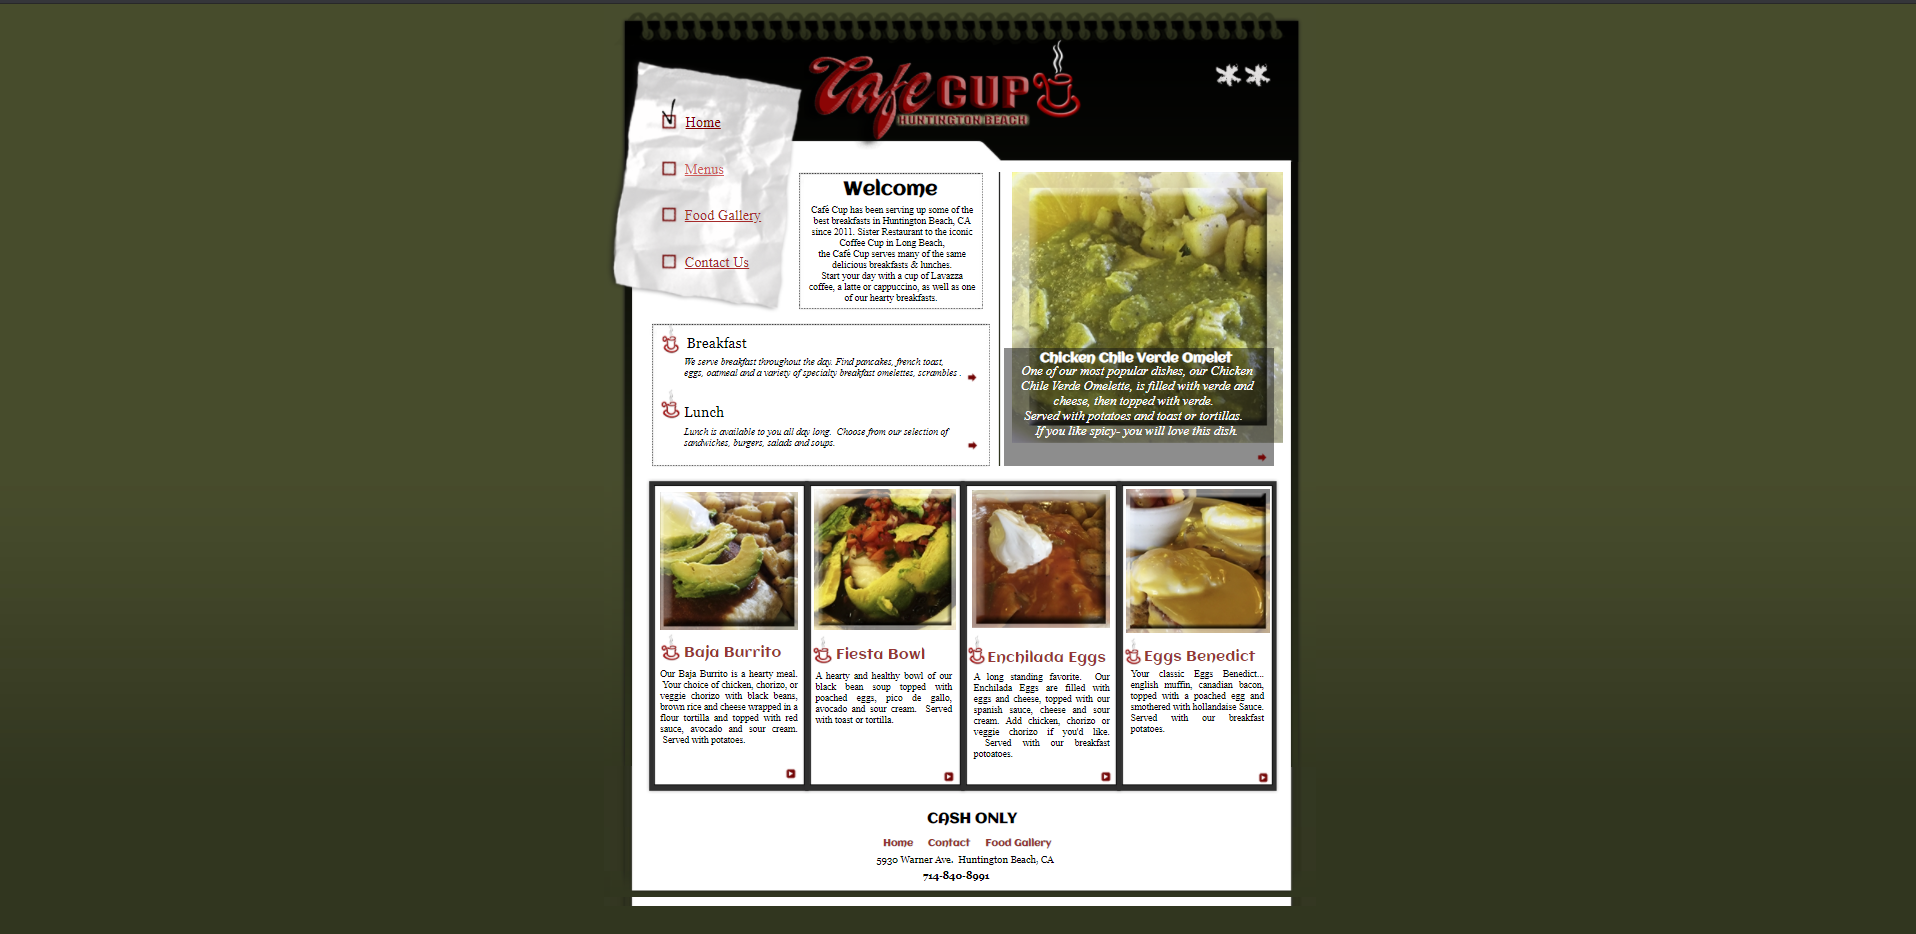 Cafe CUP
HUNTINGTON BEACH
Home
Menus
Food Gallery
Contact Us
Welcome
Café Cup has been serving up some of the
best breakfasts in Huntington Beach, CA
since 2011. Sister Restaurant to the iconic
Coffee Cup in Long Beach,
the Café Cup serves many of the same
delicious breakfasts & lunches.
Start your day with a cup of Lavazza
coffee, a latte or cappuccino, as well as one
of our hearty breakfasts.
Breakfast
We serve breakfast throughout the day. Find pancakes, french toast,
eggs, oatmeal and a variety of specialty breakfast omelettes, scrambles .
Lunch
Lunch is available to you all day long. Choose from our selection of
sandwiches, burgers, salads and soups.
Chicken Chile Verde Omelet
One of our most popular dishes, our Chicken
Chile Verde Omelette, is filled with verde and
cheese, then topped with verde.
Served with potatoes and toast or tortillas.
If you like spicy- you will love this dish.
Baja Burrito
Our Baja Burrito is a hearty meal.
Your choice of chicken, chorizo, or
veggie chorizo with black beans,
brown rice and cheese wrapped in a
flour tortilla and topped with red
sauce, avocado and sour cream.
Served with potatoes.
Fiesta Bowl
A hearty and healthy bowl of our
black bean soup topped with
poached eggs, pico de gallo,
avocado and sour cream. Served
with toast or tortilla.
Enchilada Eggs
A long standing favorite. Our
Enchilada Eggs are filled with
eggs and cheese, topped with our
spanish sauce, cheese and sour
cream. Add chicken, chorizo or
veggie chorizo if you'd like.
Served with our breakfast
potoatoes.
Eggs Benedict
Your classic Eggs Benedict...
english muffin, canadian bacon,
topped with a poached egg and
smothered with hollandaise Sauce.
Served with our breakfast
potatoes.
CASH ONLY
Home Contact Food Gallery
5930 Warner Ave. Huntington Beach, CA
714-840-8991